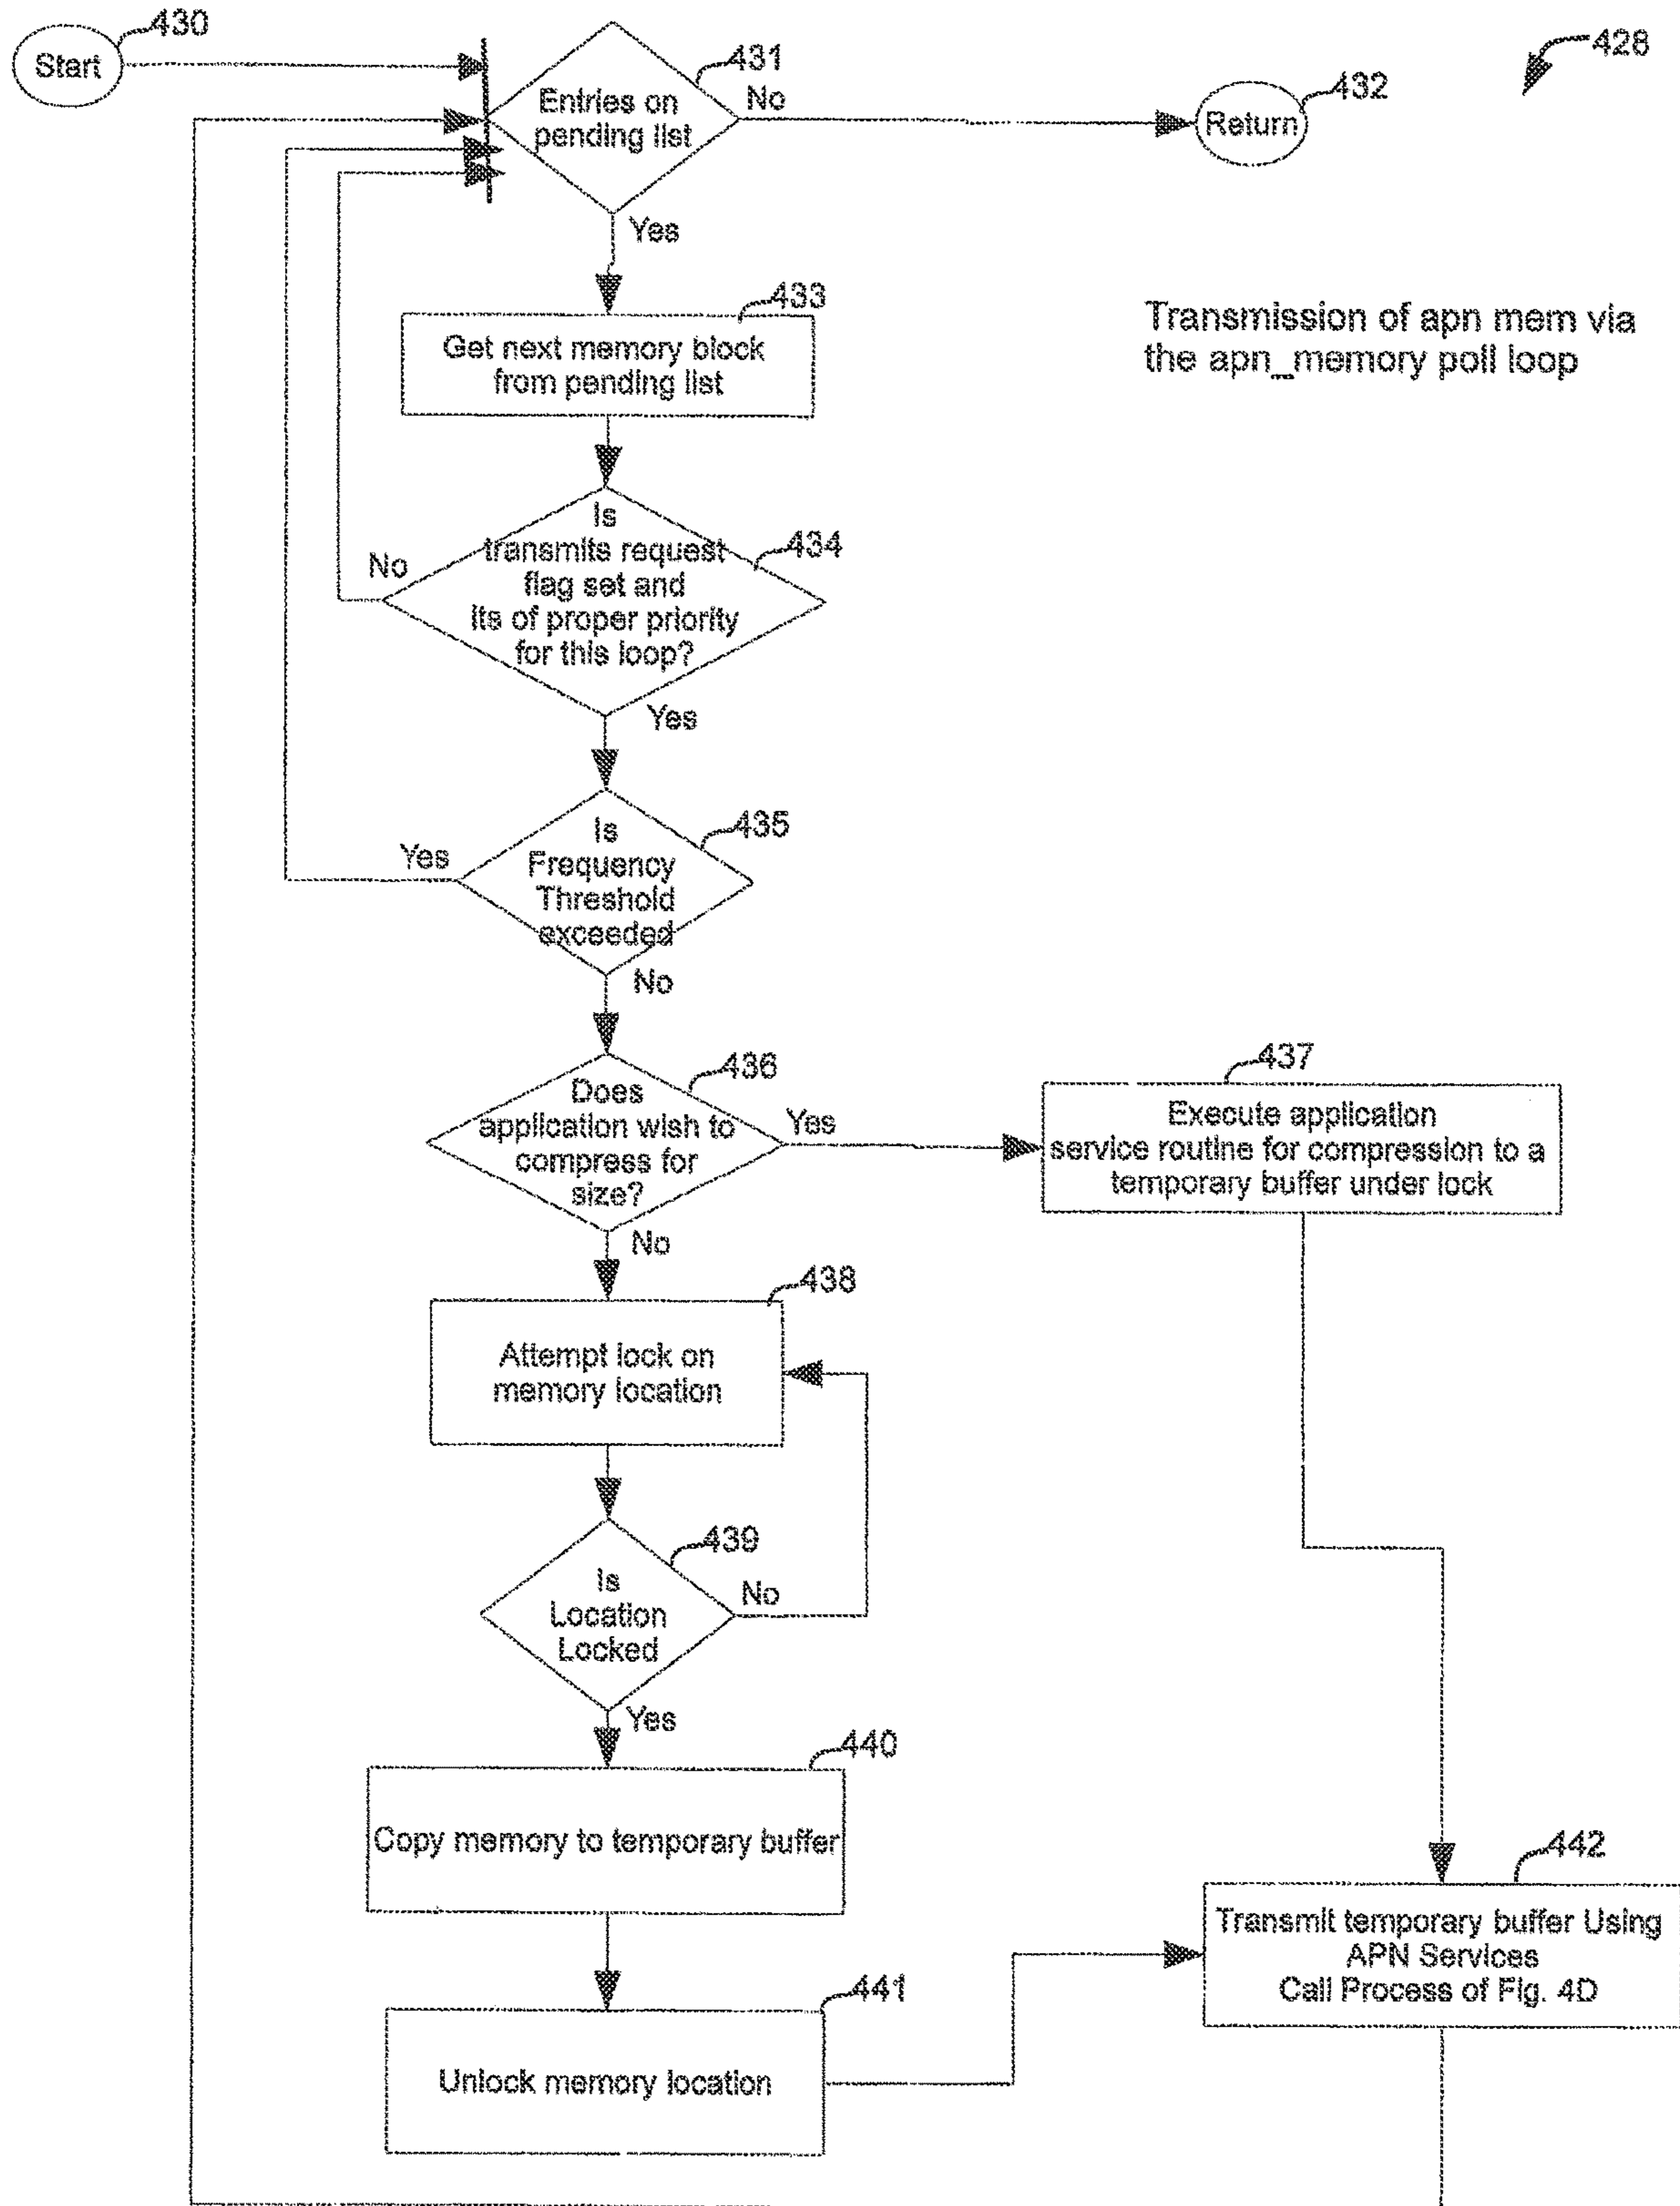 430
Start
431
428
Entries on
pending list
No
432
Return
Yes
433
Get next memory block
from pending list
Transmission of apn mem via
the apn_memory poll loop
Is
transmits request
flag set and
its of proper priority
for this loop?
434
No
Yes
Is
Frequency
Threshold
exceeded
435
Yes
No
436
Does
application wish to
compress for
size?
Yes
437
Execute application
service routine for compression to a
temporary buffer under lock
No
438
Attempt lock on
memory location
439
Is
Location
Locked
No
Yes
440
Copy memory to temporary buffer
442
Transmit temporary buffer Using
APN Services
Call Process of Fig. 4D
441
Unlock memory location